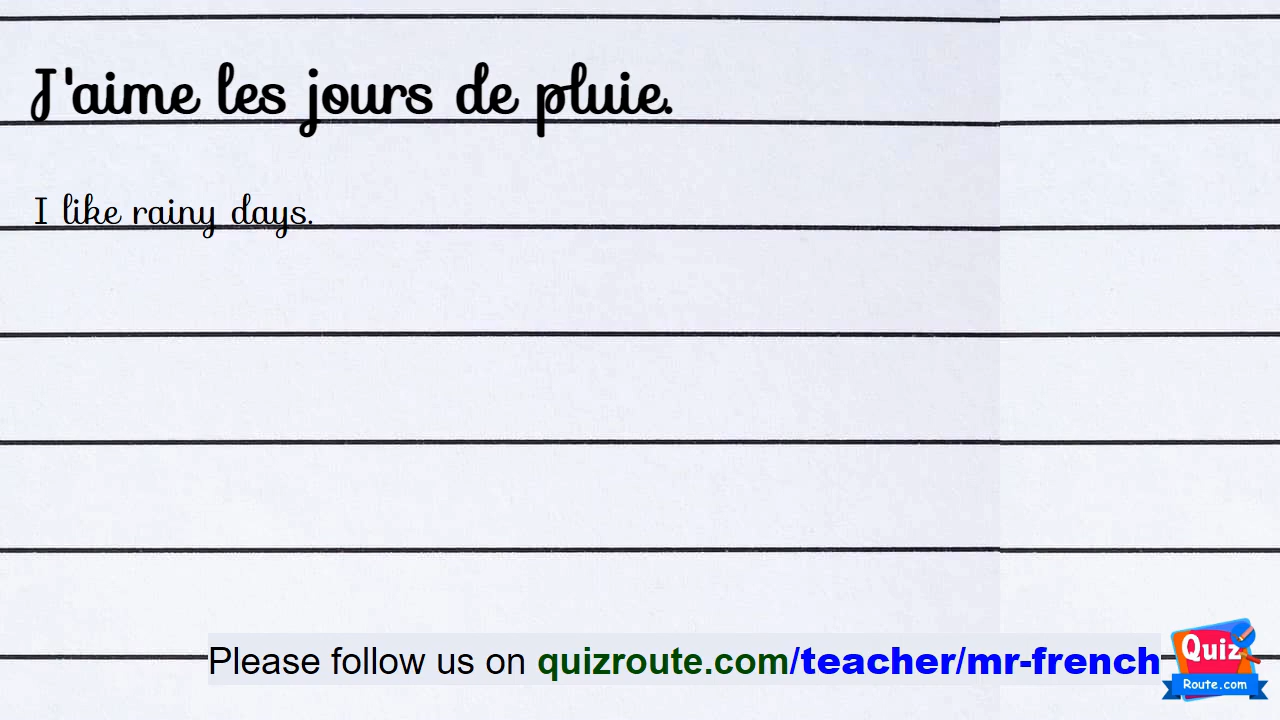 J'aime les jours de pluie.
I like rainy days.
Please follow us on quizroute.com/teacher/mr-french
Quiz
Route.com